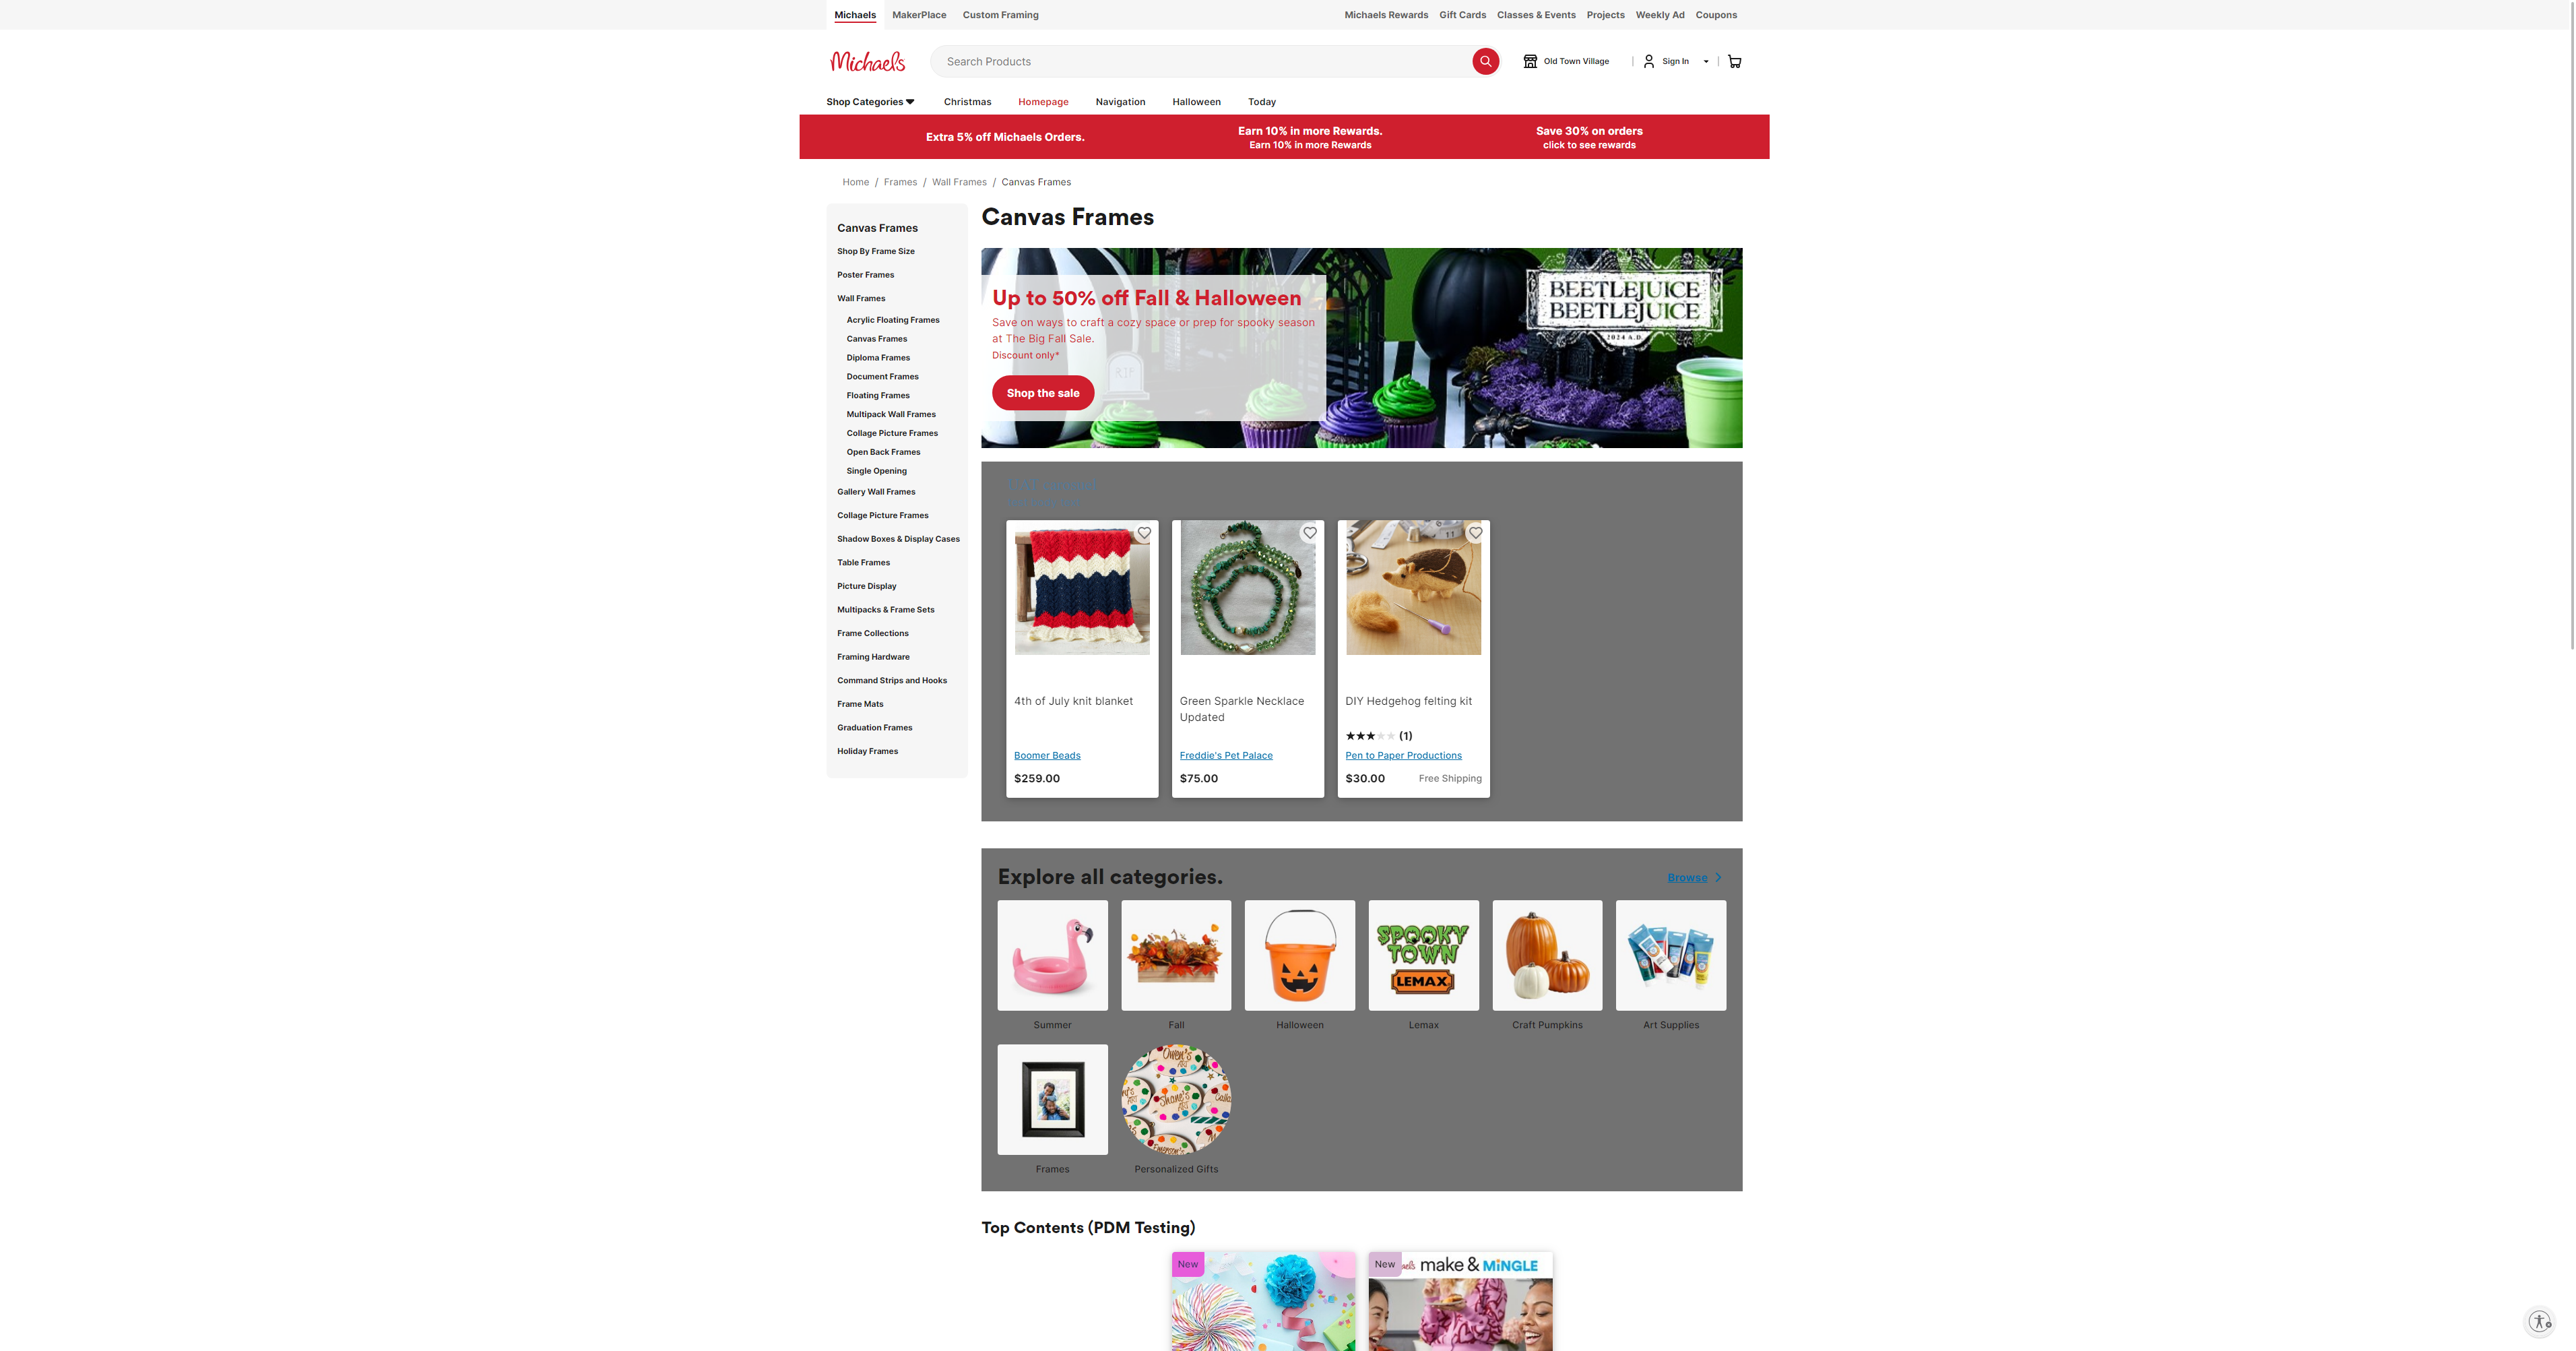 Michaels MakerPlace Custom Framing Michaels Rewards Gift Cards Classes & Events Projects Weekly Ad Coupons
Michaels Search Products Old Town Village Sign In
Shop Categories Christmas Homepage Navigation Halloween Today
Extra 5% off Michaels Orders.
Earn 10% in more Rewards.
Earn 10% in more Rewards
Save 30% on orders
click to see rewards
Home / Frames / Wall Frames / Canvas Frames
Canvas Frames
Shop By Frame Size
Poster Frames
Wall Frames
Acrylic Floating Frames
Canvas Frames
Diploma Frames
Document Frames
Floating Frames
Multipack Wall Frames
Collage Picture Frames
Open Back Frames
Single Opening
Gallery Wall Frames
Collage Picture Frames
Shadow Boxes & Display Cases
Table Frames
Picture Display
Multipacks & Frame Sets
Frame Collections
Framing Hardware
Command Strips and Hooks
Frame Mats
Graduation Frames
Holiday Frames
Canvas Frames
Up to 50% off Fall & Halloween
Save on ways to craft a cozy space or prep for spooky season
at The Big Fall Sale.
Discount only*
Shop the sale
RIP
BEETLEJUICE
BEETLEJUICE
2024 A.D.
4th of July knit blanket
Boomer Beads
$259.00
Green Sparkle Necklace
Updated
Freddie's Pet Palace
$75.00
DIY Hedgehog felting kit
(1)
Pen to Paper Productions
$30.00 Free Shipping
Explore all categories.
Browse
SPOOKY
TOWN
LEMAX
Summer Fall Halloween Lemax Craft Pumpkins Art Supplies
Owen's
ART
Shane's
ART
Frames Personalized Gifts
Top Contents (PDM Testing)
New
New
make & MiNGLE